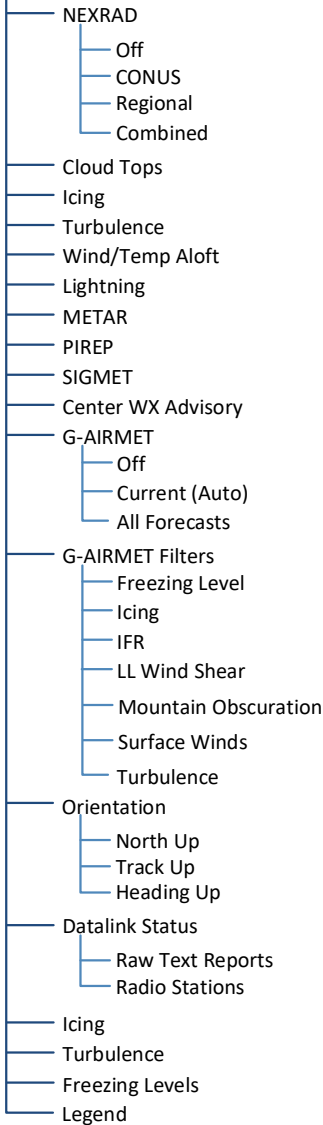 NEXRAD
Off
CONUS
Regional
Combined
Cloud Tops
Icing
Turbulence
Wind/Temp Aloft
Lightning
METAR
PIREP
SIGMET
Center WX Advisory
G-AIRMET
Off
Current (Auto)
All Forecasts
G-AIRMET Filters
Freezing Level
Icing
IFR
LL Wind Shear
Mountain Obscuration
Surface Winds
Turbulence
Orientation
North Up
Track Up
Heading Up
Datalink Status
Raw Text Reports
Radio Stations
Icing
Turbulence
Freezing Levels
Legend